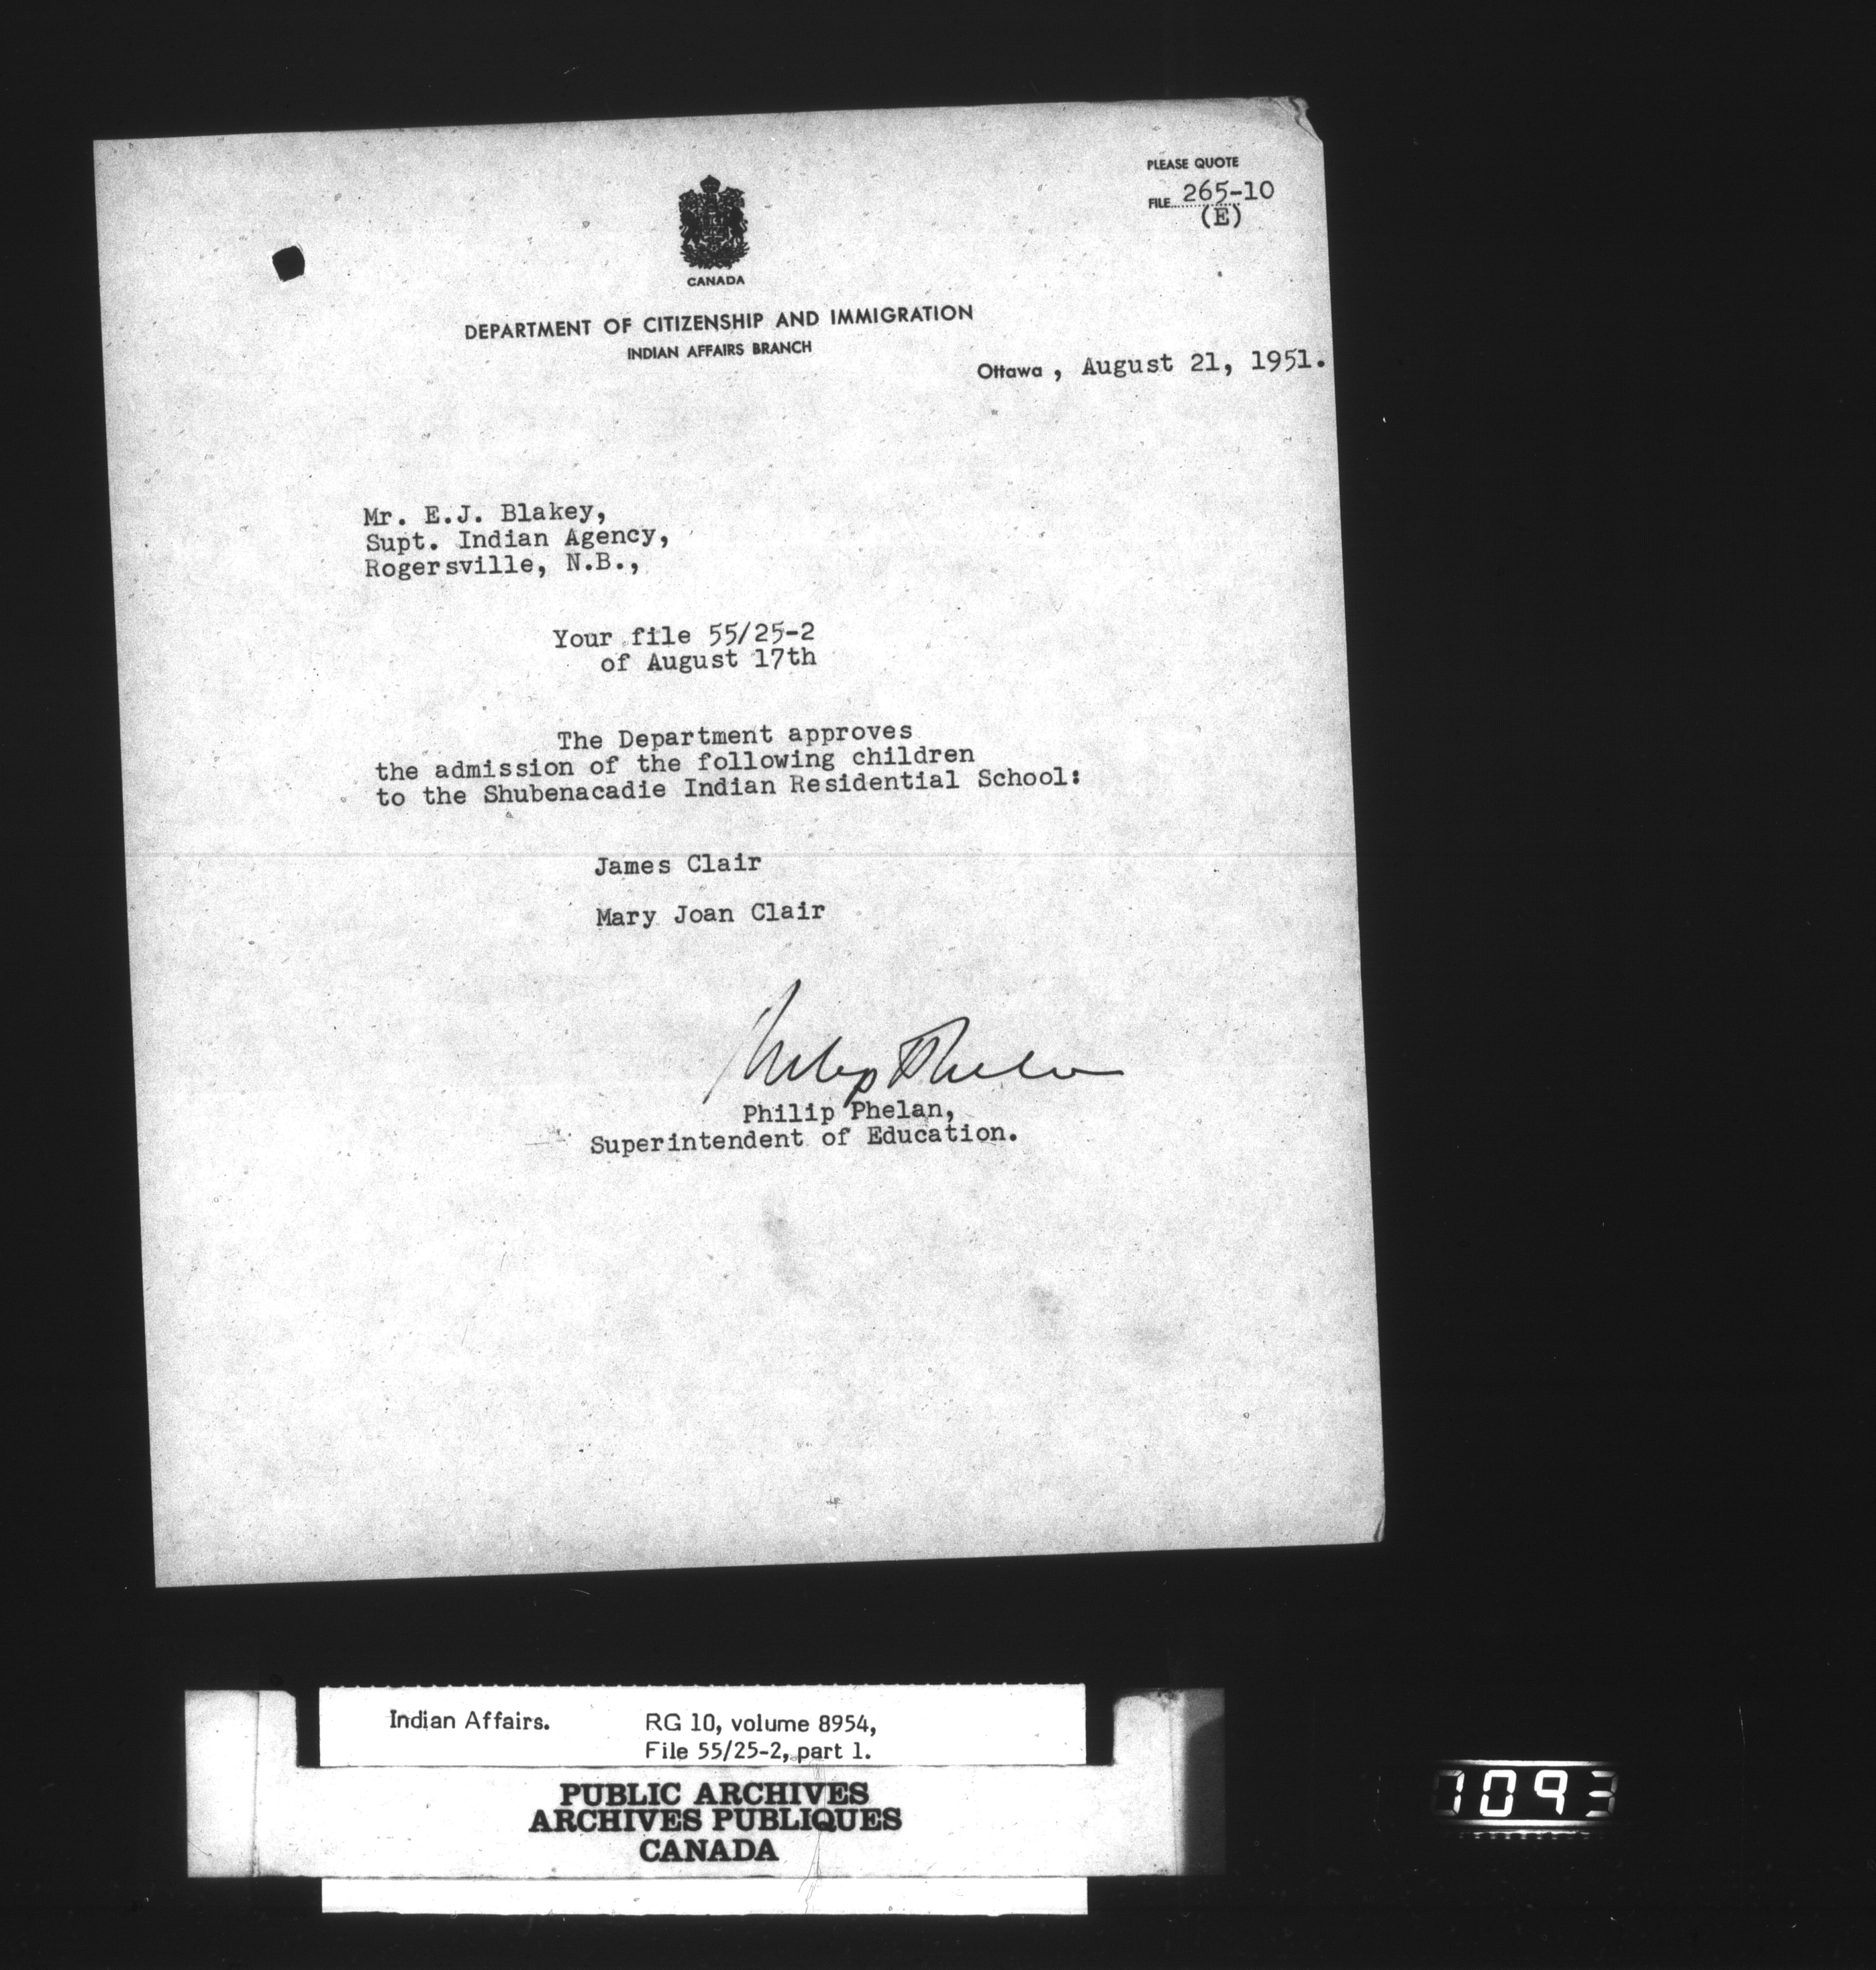 PLEASE QUOTE
FILE 265-10
(E)
CANADA
DEPARTMENT OF CITIZENSHIP AND IMMIGRATION
INDIAN AFFAIRS BRANCH
Ottawa, August 21, 1951.
Mr. E.J. Blakey,
Supt. Indian Agency,
Rogersville, N.B.,
Your file 55/25-2
of August 17th
The Department approves
the admission of the following children
to the Shubenacadie Indian Residential School:
James Clair
Mary Joan Clair
Philip Phelan
Philip Phelan,
Superintendent of Education.
Indian Affairs. RG 10, volume 8954,
File 55/25-2, part 1.
PUBLIC ARCHIVES
ARCHIVES PUBLIQUES
CANADA
1093